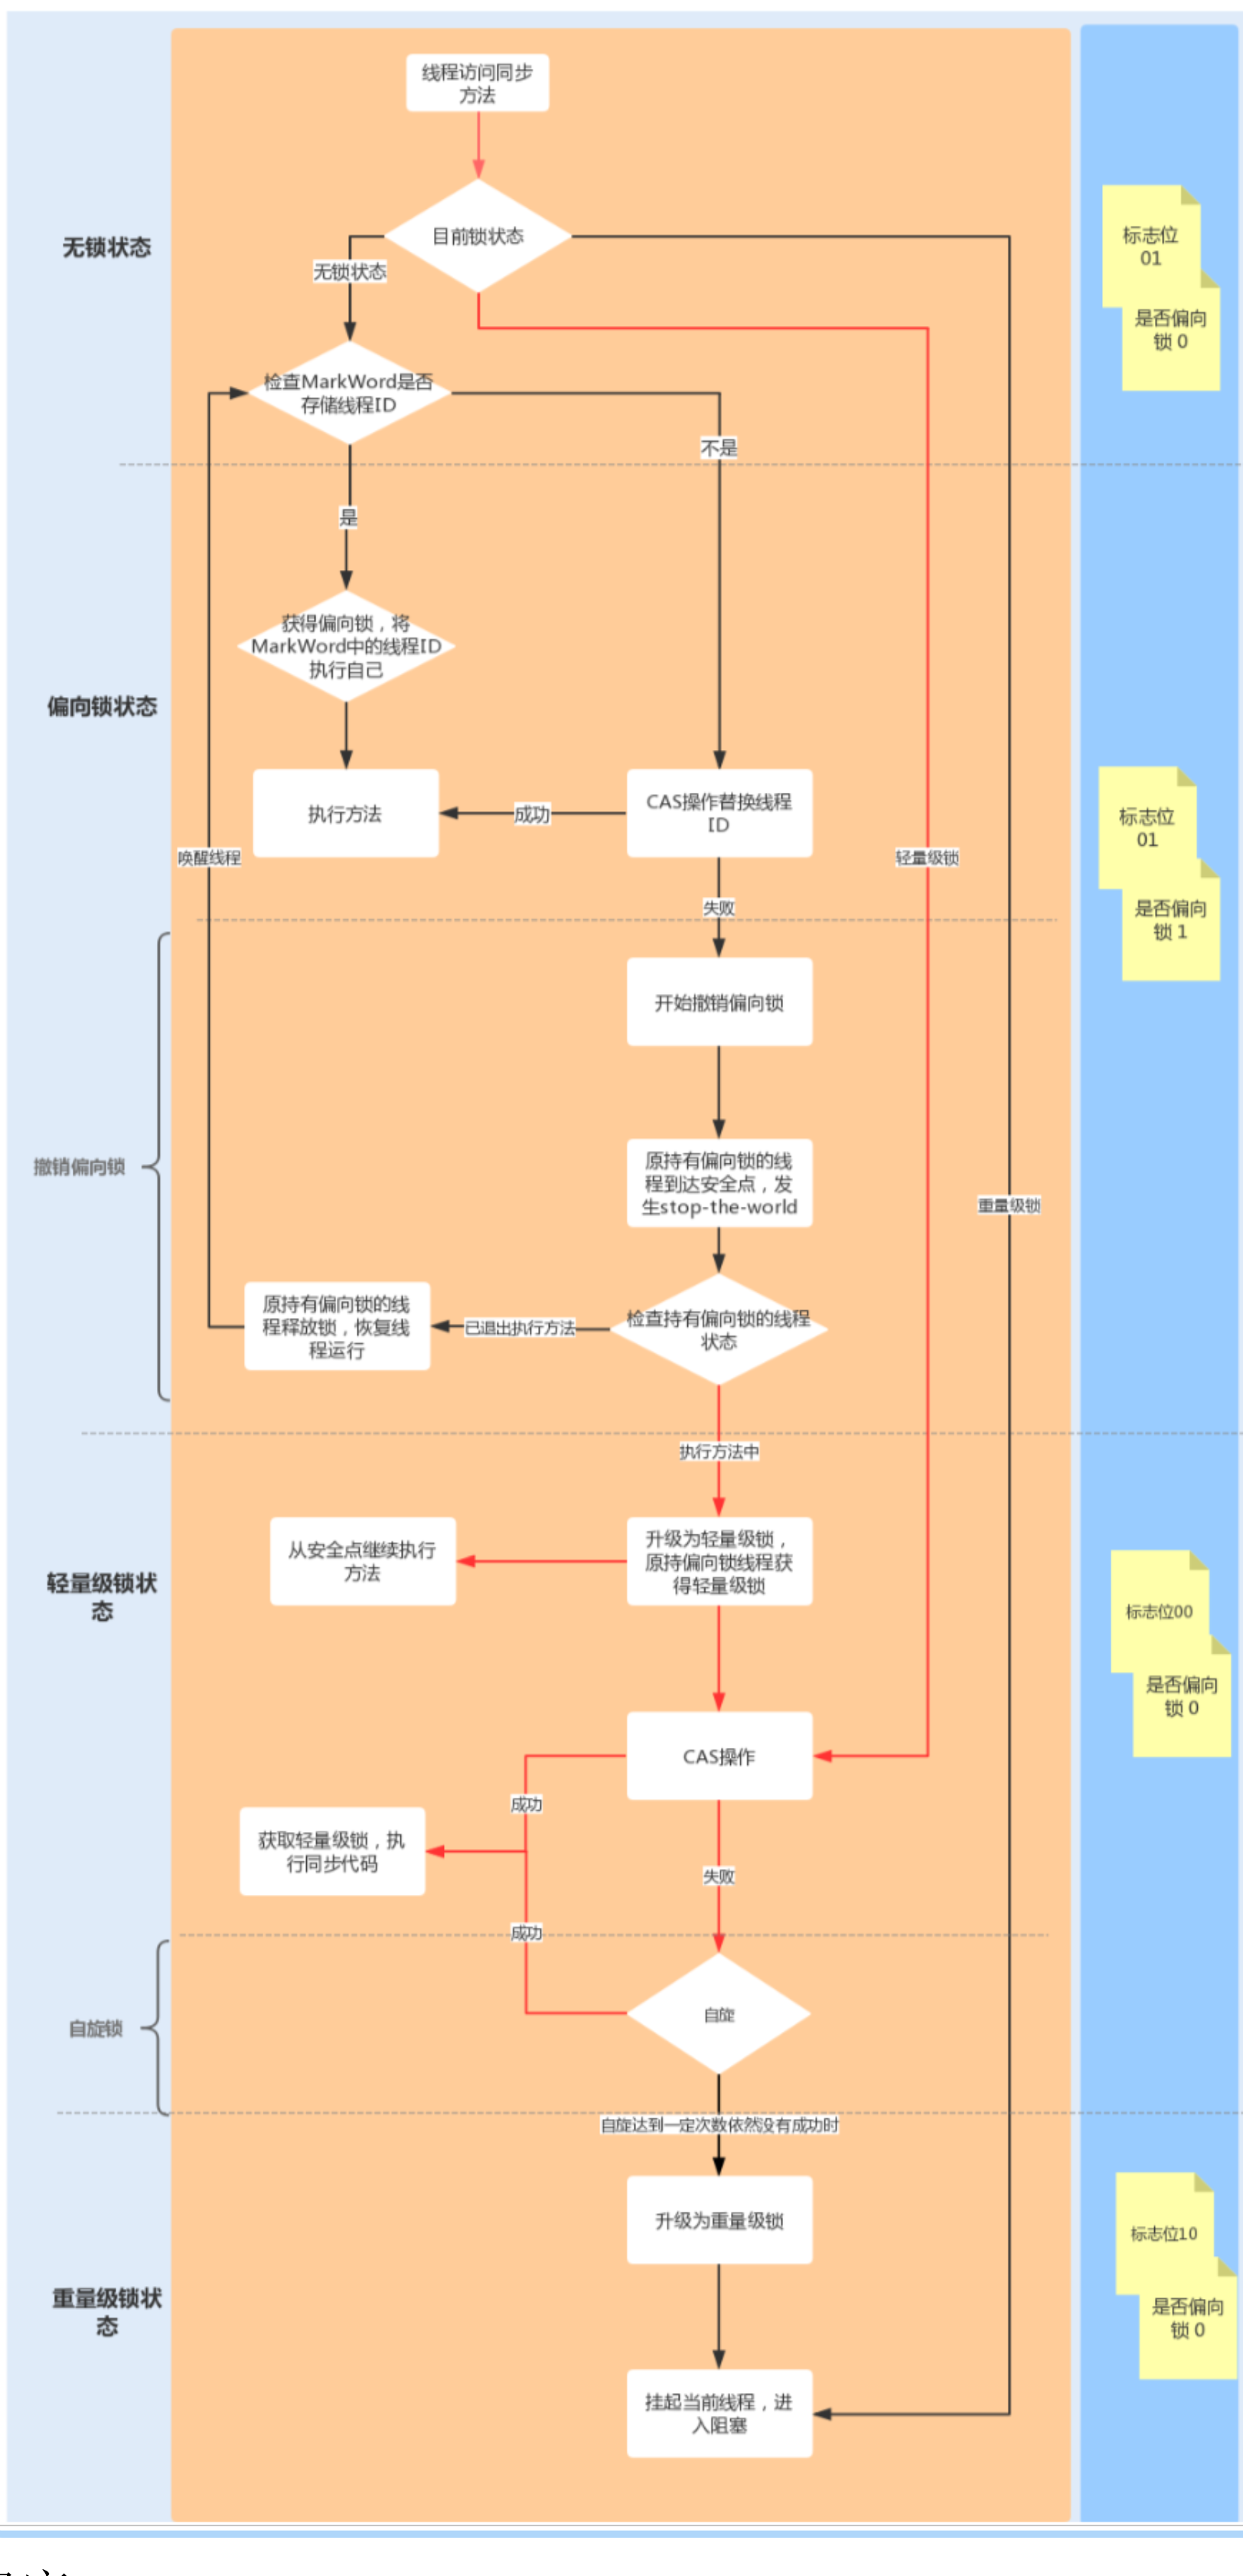 线程访问同步
方法
目前锁状态
无锁状态
标志位
01
无锁状态
是否偏向
锁 0
检查MarkWord是否
存储线程ID
不是
是
获得偏向锁，将
MarkWord中的线程ID
执行自己
偏向锁状态
执行方法
成功
CAS操作替换线程
ID
标志位
01
唤醒线程
轻量级锁
失败
是否偏向
锁 1
开始撤销偏向锁
撤销偏向锁
原持有偏向锁的线
程到达安全点，发
生stop-the-world
重量级锁
原持有偏向锁的线
程释放锁，恢复线
程运行
已退出执行方法
检查持有偏向锁的线程
状态
执行方法中
轻量级锁状
态
从安全点继续执行
方法
升级为轻量级锁，
原持偏向锁线程获
得轻量级锁
标志位00
是否偏向
锁 0
CAS操作
成功
获取轻量级锁，执
行同步代码
失败
成功
自旋锁
自旋
自旋达到一定次数依然没有成功时
升级为重量级锁
标志位10
重量级锁状
态
是否偏向
锁 0
挂起当前线程，进
入阻塞